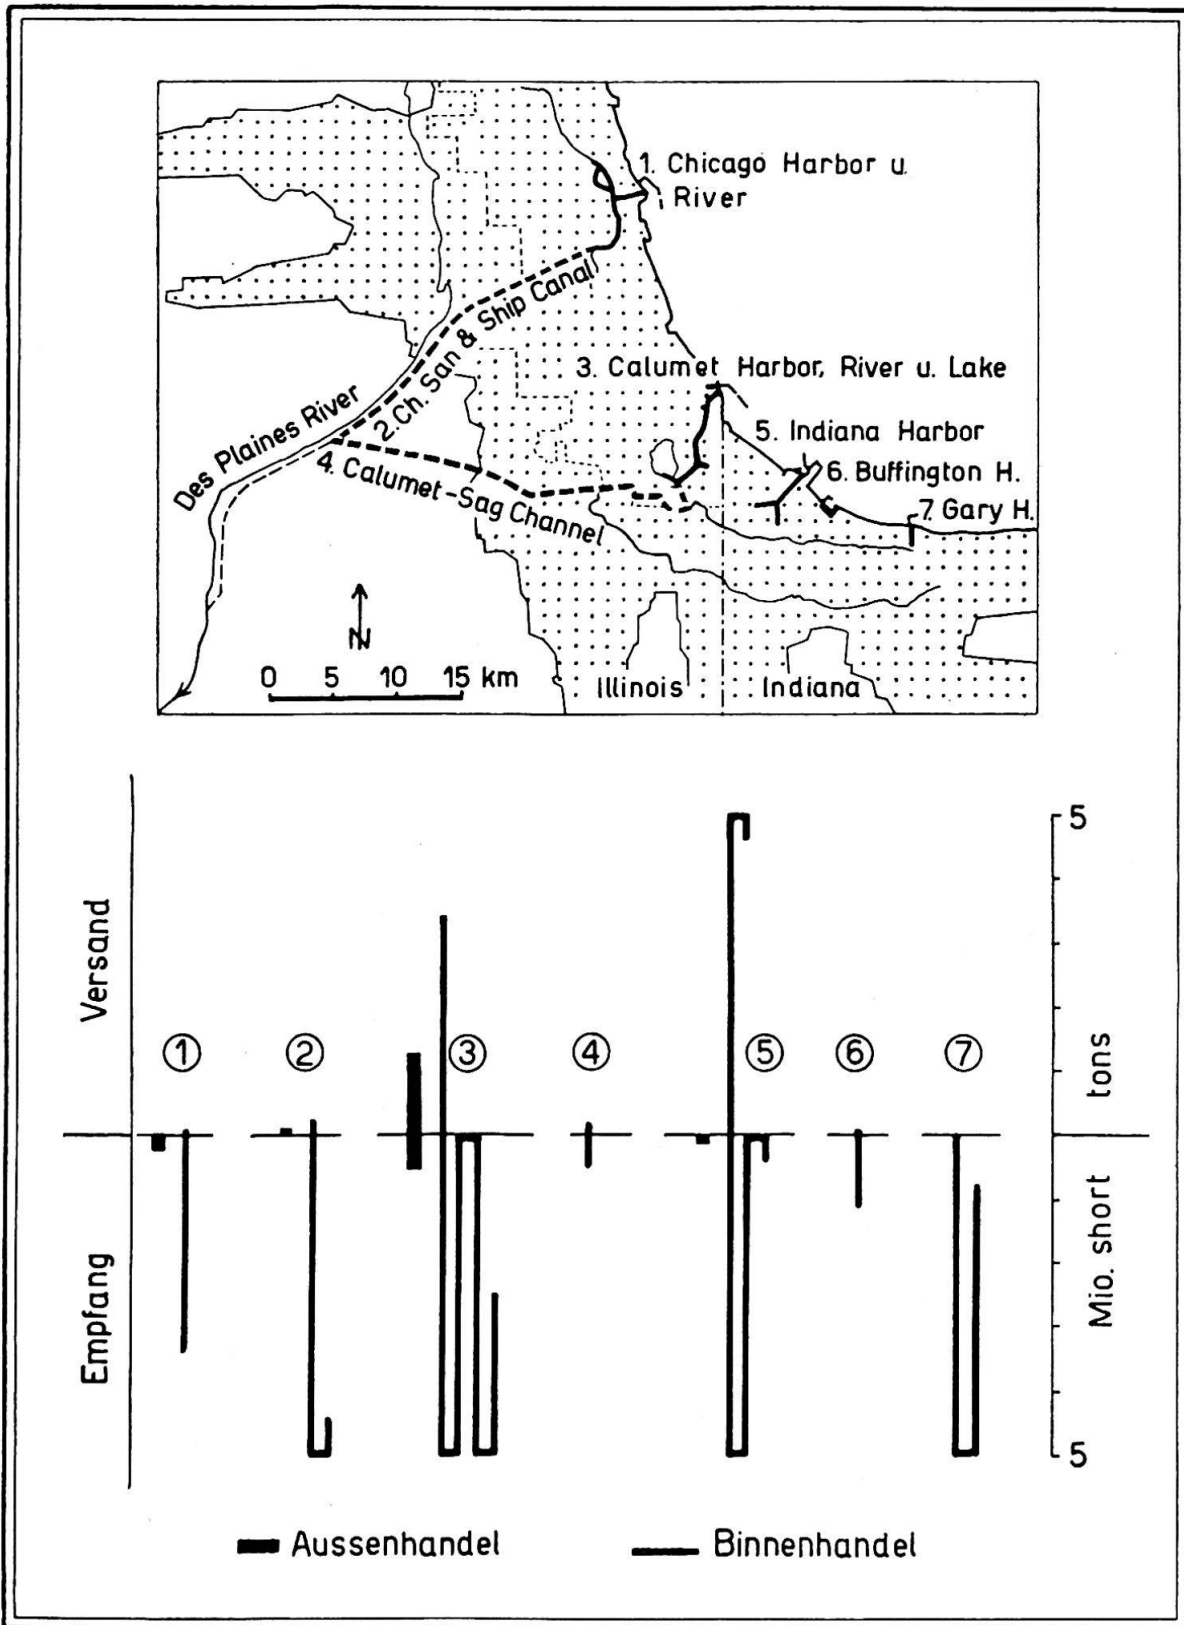 1. Chicago Harbor u.
River
2. Ch. San & Ship Canal
3. Calumet Harbor, River u. Lake
Des Plaines River
5. Indiana Harbor
6. Buffington H.
4. Calumet-Sag Channel
7. Gary H.
N
0 5 10 15 km
Illinois
Indiana
5
Versand
1 2 3 4 5 6 7
Empfang
Mio. short tons
5
Aussenhandel
Binnenhandel